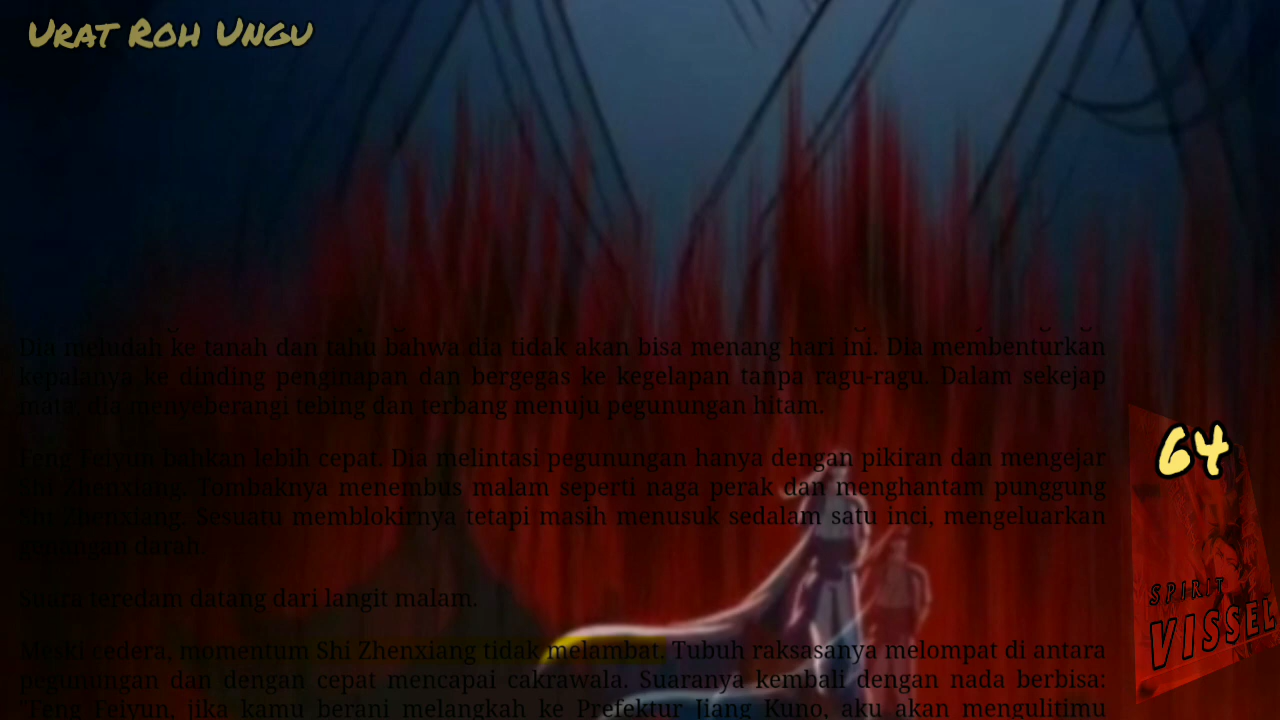 Urat Roh Ungu
Dia meludah ke tanah dan tahu bahwa dia tidak akan bisa menang hari ini. Dia membenturkan
kepalanya ke dinding penginapan dan bergegas ke kegelapan tanpa ragu-ragu. Dalam sekejap
mata, dia menyeberangi tebing dan terbang menuju pegunungan hitam.
Feng Feiyun bahkan lebih cepat. Dia melintasi pegunungan hanya dengan pikiran dan mengejar
Shi Zhenxiang. Tombaknya menembus malam seperti naga perak dan menghantam punggung
Shi Zhenxiang. Sesuatu memblokirnya tetapi masih menusuk sedalam satu inci, mengeluarkan
genangan darah.
Suara teredam datang dari langit malam.
Meski cedera, momentum Shi Zhenxiang tidak melambat. Tubuh raksasanya melompat di antara
pegunungan dan dengan cepat mencapai cakrawala. Suaranya kembali dengan nada berbisa:
"Feng Feiyun, jika kamu berani melangkah ke Prefektur Jiang Kuno, aku akan mengulitimu
64
SPIRIT
VISSEL